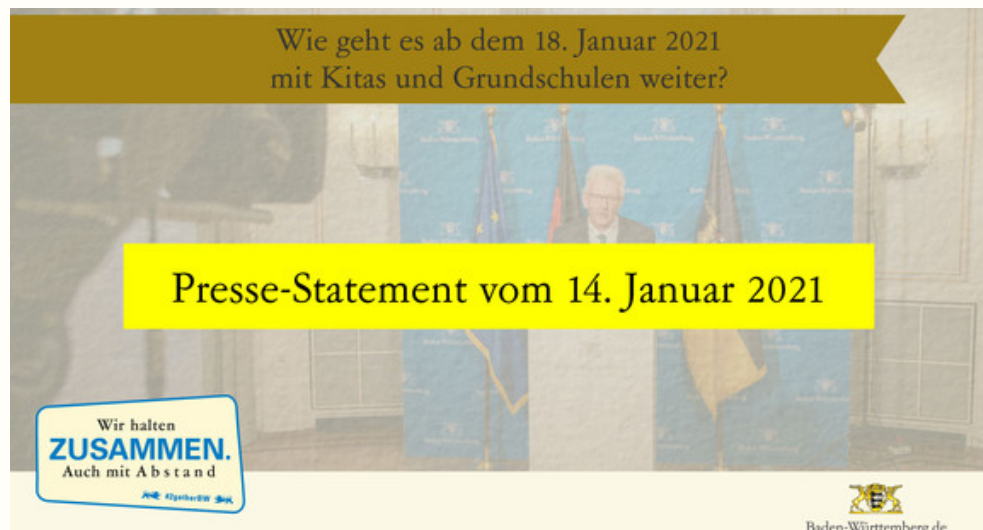 Wie geht es ab dem 18. Januar 2021
mit Kitas und Grundschulen weiter?
Presse-Statement vom 14. Januar 2021
Wir halten
ZUSAMMEN.
Auch mit Abstand
#2getherBW
Baden-Württemberg.de